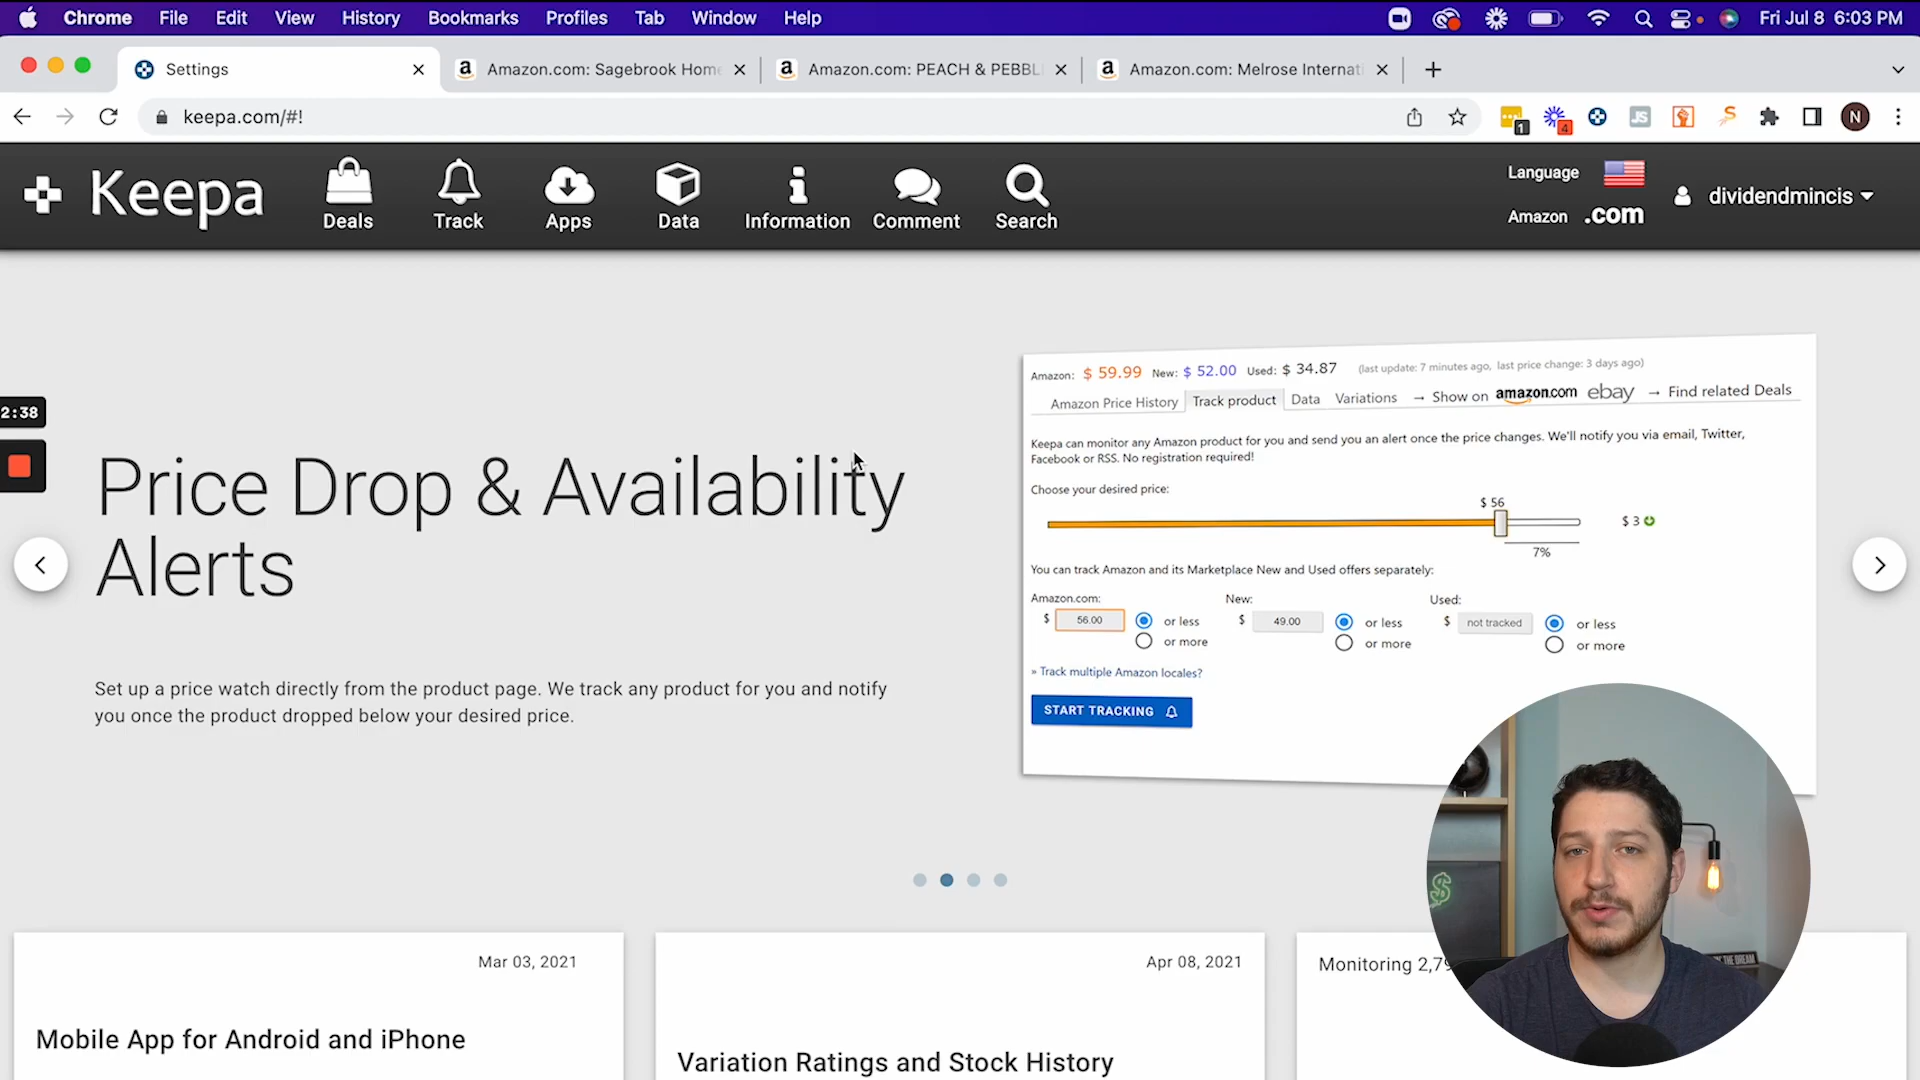 Chrome File Edit View History Bookmarks Profiles Tab Window Help Fri Jul 8 6:03 PM
Settings Amazon.com: Sagebrook Home Amazon.com: PEACH & PEBBL Amazon.com: Melrose Internati
keepa.com/#! 1 4 JS N
Keepa Deals Track Apps Data Information Comment Search
Language
Amazon .com
dividendmincis
2:38
Price Drop & Availability
Alerts
Set up a price watch directly from the product page. We track any product for you and notify
you once the product dropped below your desired price.
Amazon: $ 59.99 New: $ 52.00 Used: $ 34.87 (last update: 7 minutes ago, last price change: 3 days ago)
Amazon Price History Track product Data Variations → Show on amazon.com ebay → Find related Deals
Keepa can monitor any Amazon product for you and send you an alert once the price changes. We'll notify you via email, Twitter,
Facebook or RSS. No registration required!
Choose your desired price:
$ 56
$ 3
7%
You can track Amazon and its Marketplace New and Used offers separately:
Amazon.com: New: Used:
$ 56.00 or less $ 49.00 or less $ not tracked or less
or more or more or more
» Track multiple Amazon locales?
START TRACKING
Mar 03, 2021
Mobile App for Android and iPhone
Apr 08, 2021
Variation Ratings and Stock History
Monitoring 2,79
THE DREAM